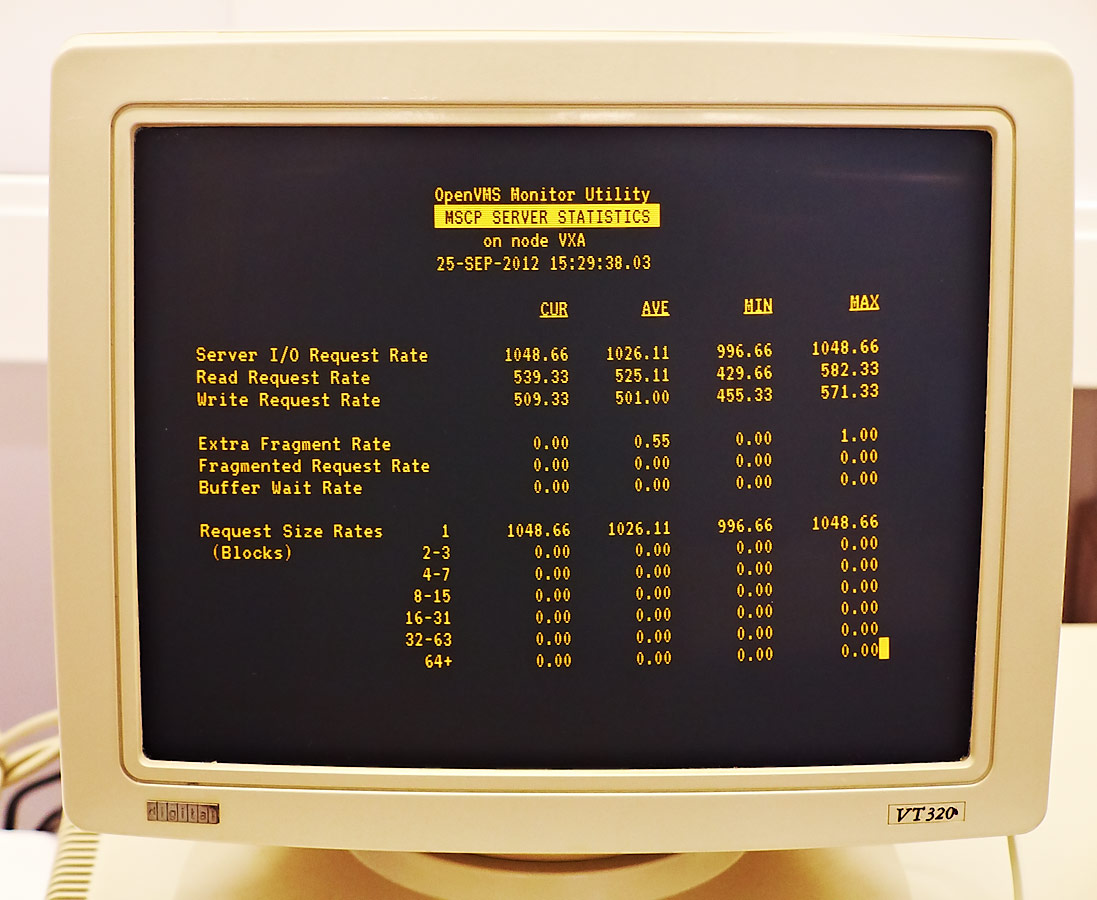 OpenVMS Monitor Utility
MSCP SERVER STATISTICS
on node VXA
25-SEP-2012 15:29:38.03
CUR AVE MIN MAX
Server I/O Request Rate 1048.66 1026.11 996.66 1048.66
Read Request Rate 539.33 525.11 429.66 582.33
Write Request Rate 509.33 501.00 455.33 571.33
Extra Fragment Rate 0.00 0.55 0.00 1.00
Fragmented Request Rate 0.00 0.00 0.00 0.00
Buffer Wait Rate 0.00 0.00 0.00 0.00
Request Size Rates 1 1048.66 1026.11 996.66 1048.66
(Blocks) 2-3 0.00 0.00 0.00 0.00
4-7 0.00 0.00 0.00 0.00
8-15 0.00 0.00 0.00 0.00
16-31 0.00 0.00 0.00 0.00
32-63 0.00 0.00 0.00 0.00
64+ 0.00 0.00 0.00 0.00
digital VT320